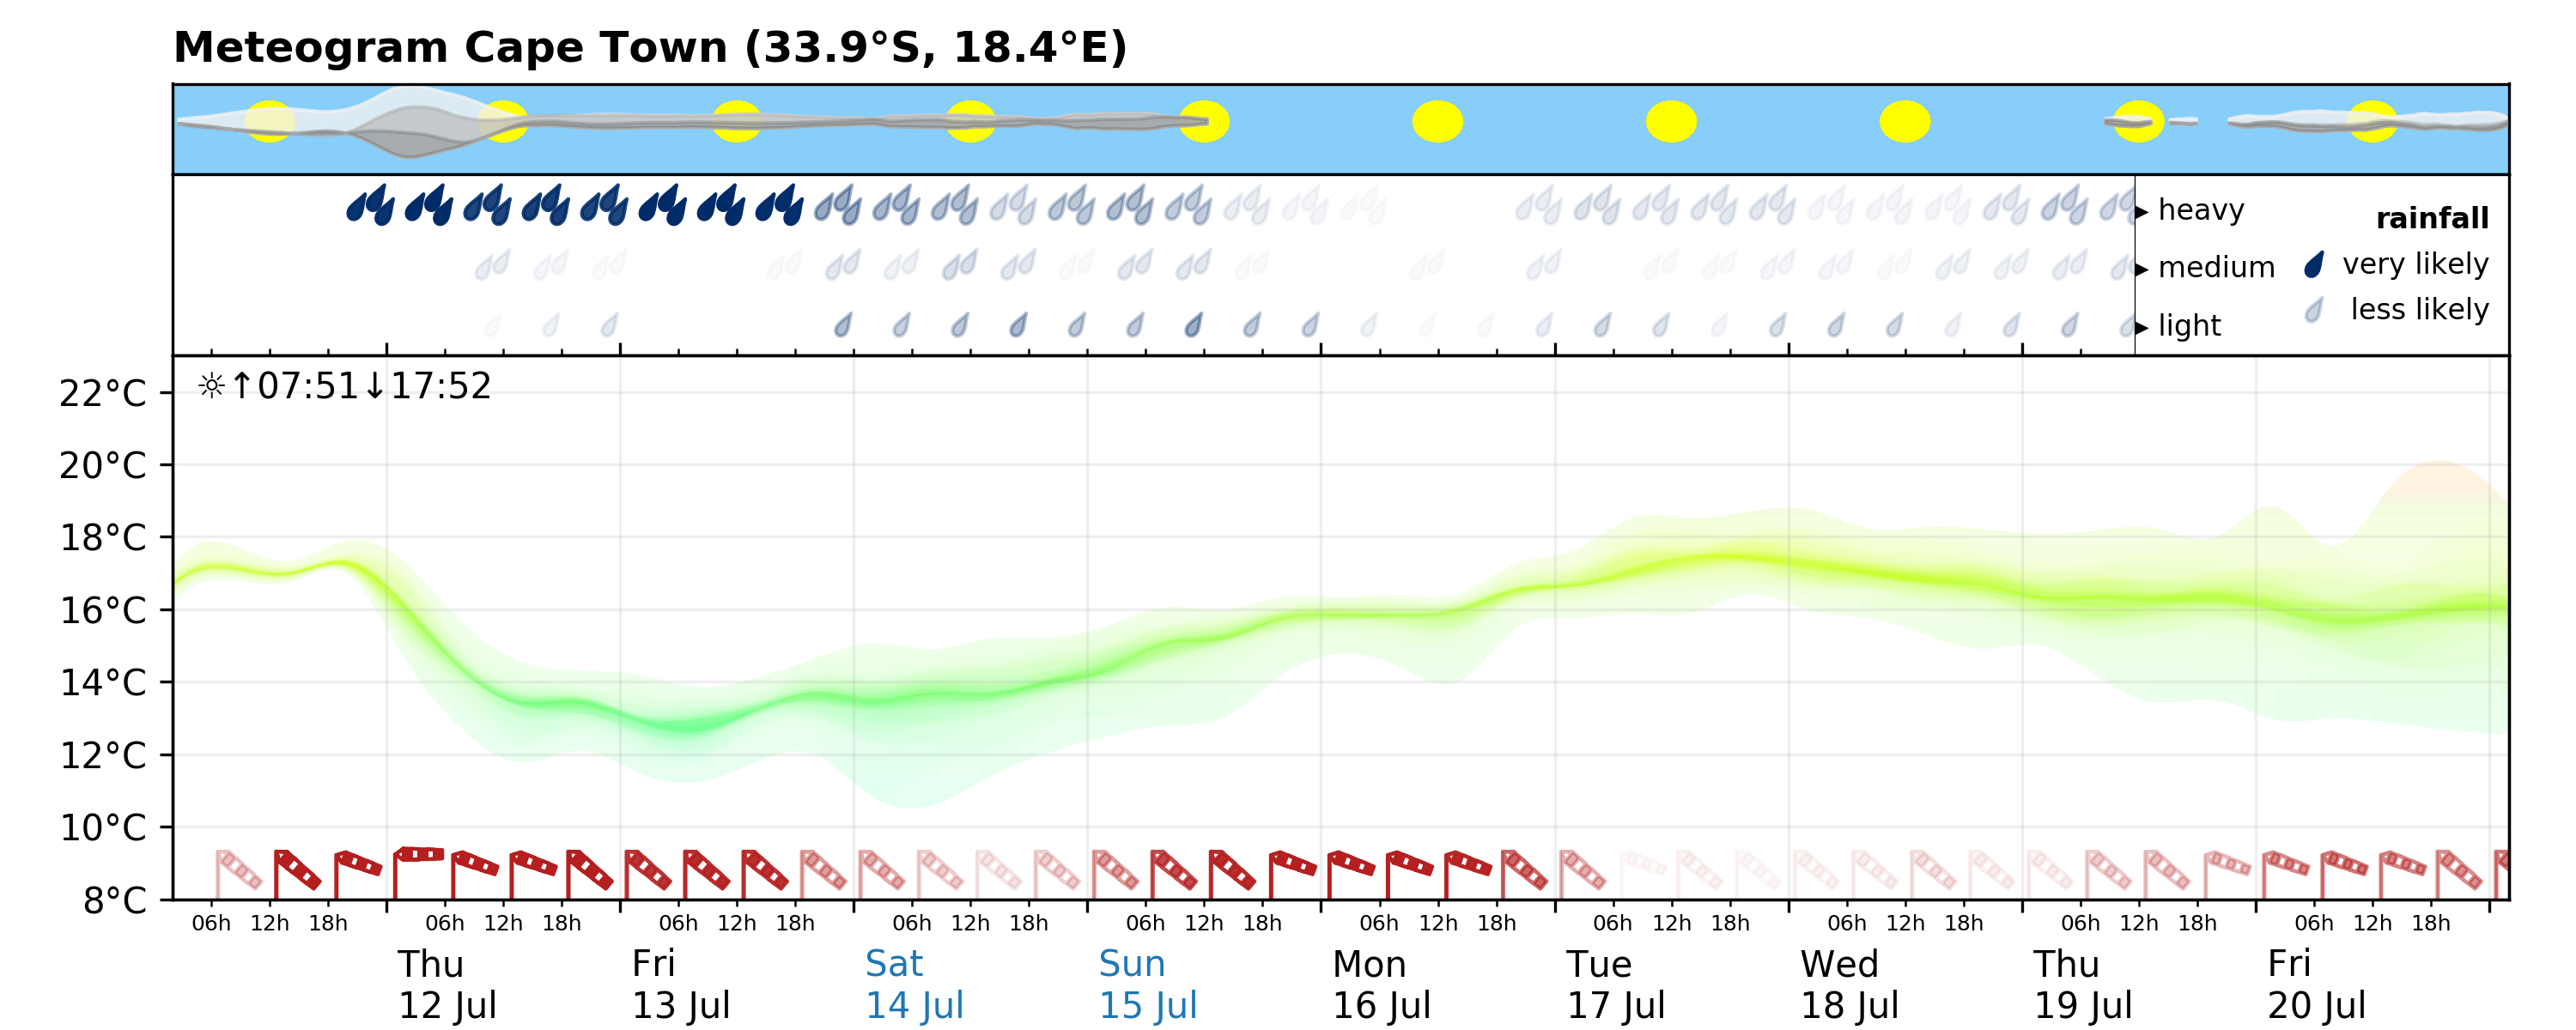 Meteogram Cape Town (33.9°S, 18.4°E)
heavy
rainfall
medium
very likely
less likely
light
☼↑07:51↓17:52
22°C
20°C
18°C
16°C
14°C
12°C
10°C
8°C
06h 12h 18h 06h 12h 18h 06h 12h 18h 06h 12h 18h 06h 12h 18h 06h 12h 18h 06h 12h 18h 06h 12h 18h 06h 12h 18h 06h 12h 18h
Thu Fri Sat Sun Mon Tue Wed Thu Fri
12 Jul 13 Jul 14 Jul 15 Jul 16 Jul 17 Jul 18 Jul 19 Jul 20 Jul